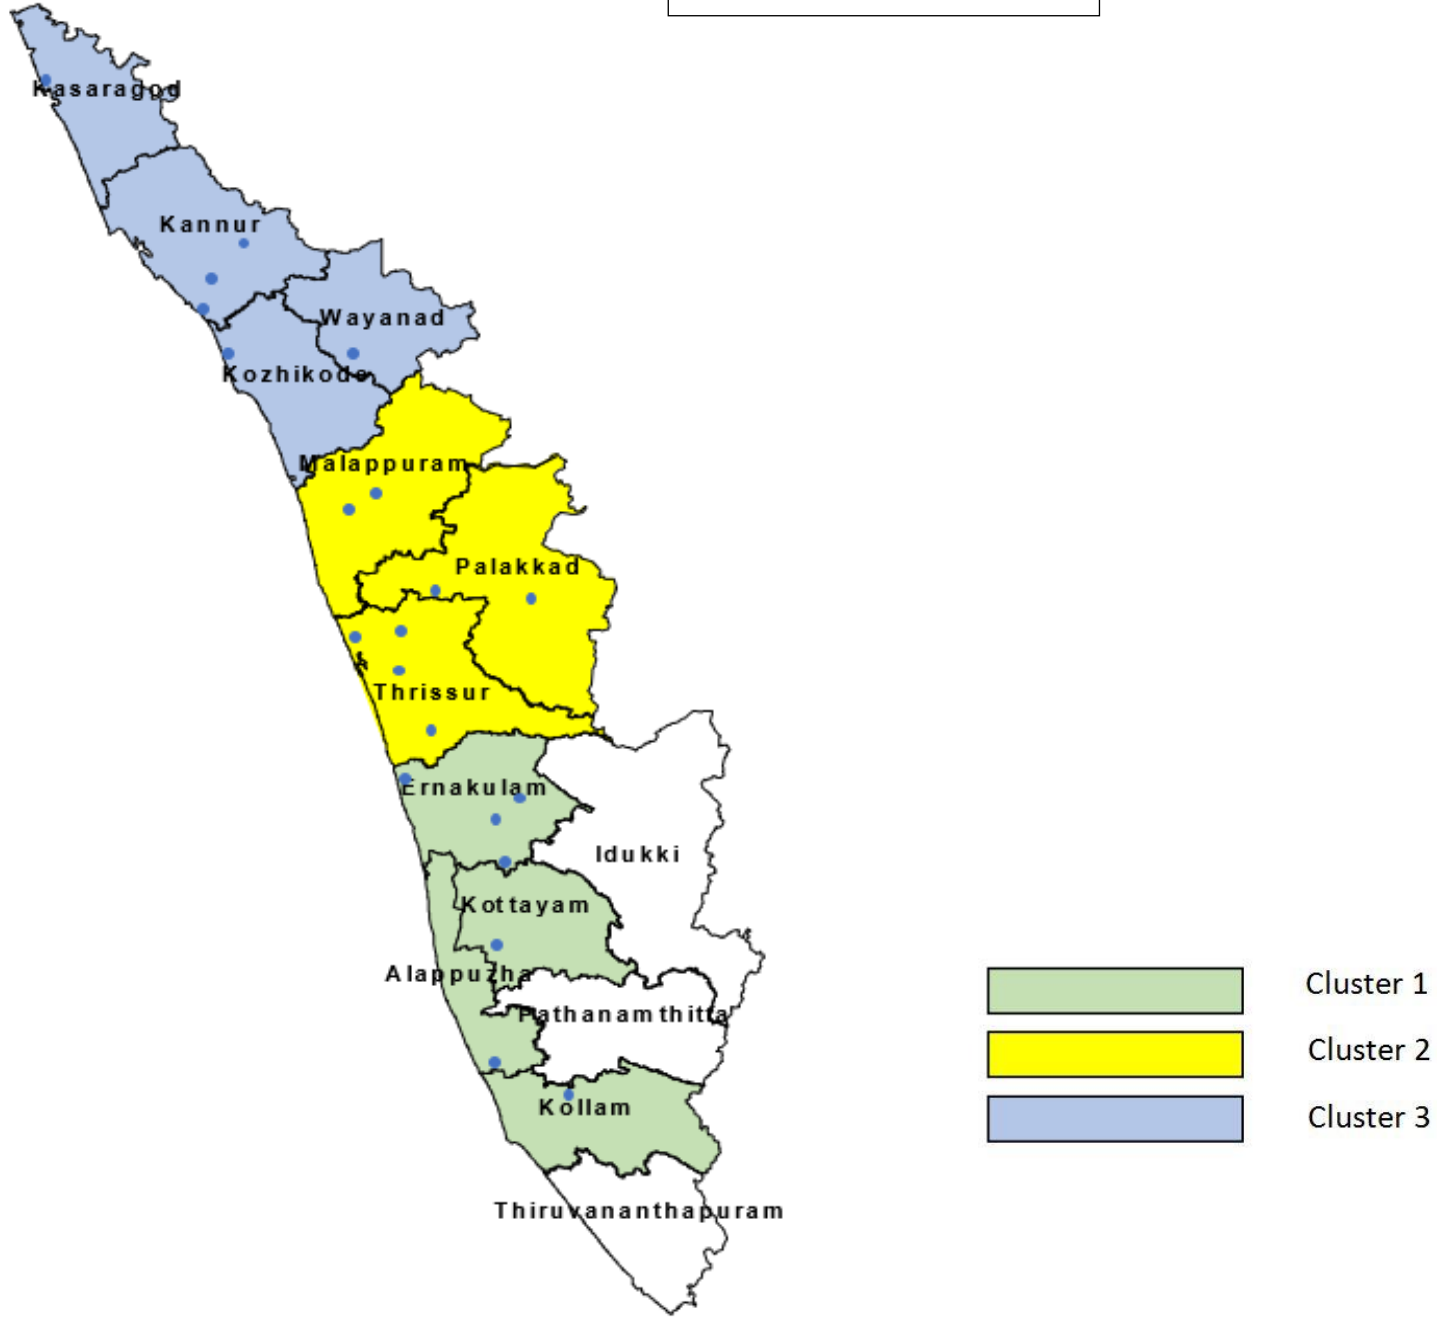 Kasaragod
Kannur
Wayanad
Kozhikode
Malappuram
Palakkad
Thrissur
Ernakulam
Idukki
Kottayam
Alappuzha
Pathanamthitta
Kollam
Thiruvananthapuram
Cluster 1
Cluster 2
Cluster 3